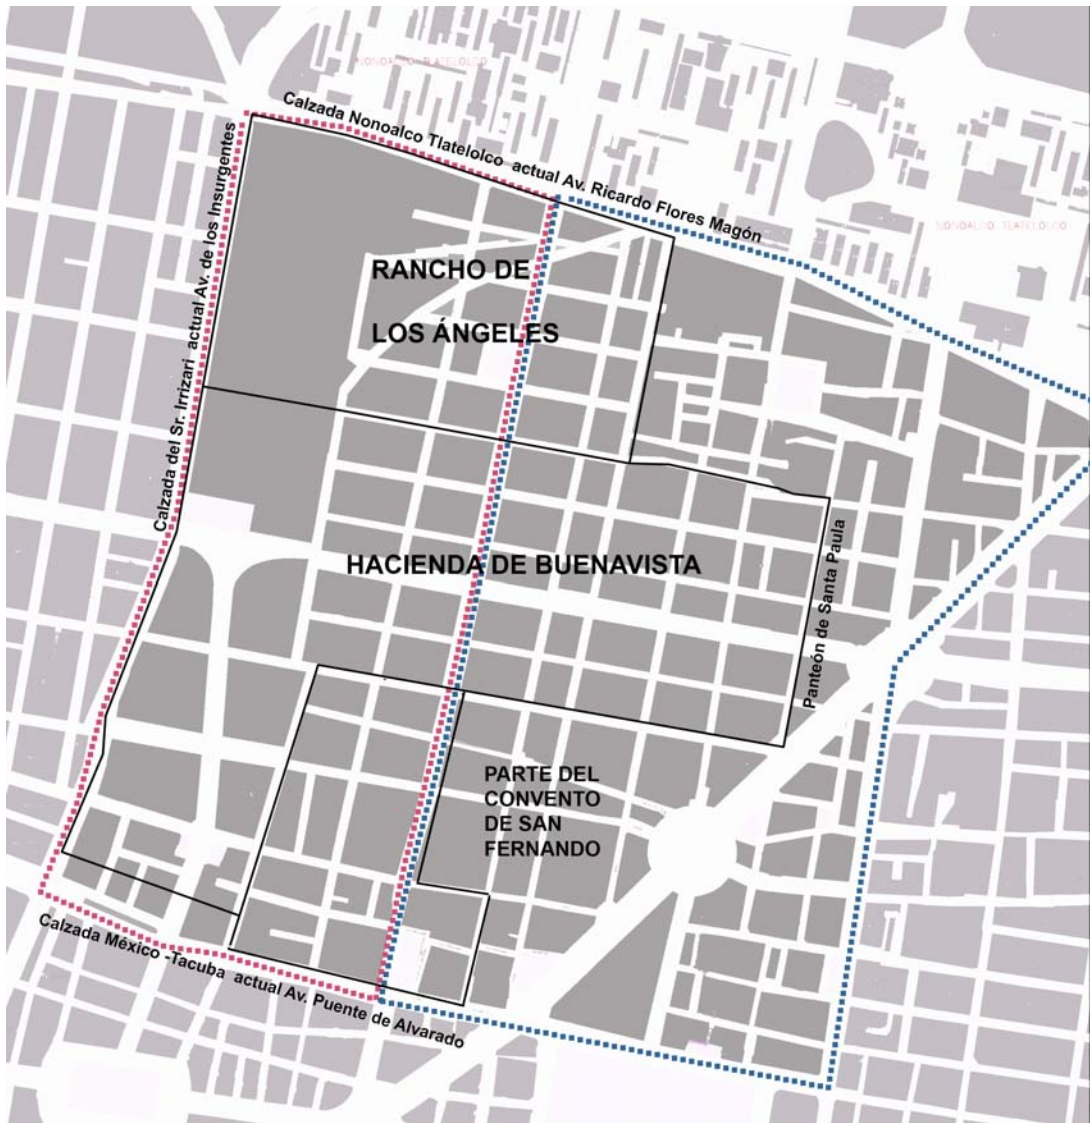 NONOALCO-TLATELOLCO
Calzada Nonoalco Tlatelolco actual Av. Ricardo Flores Magón
NONOALCO-TLATELOLCO
Calzada del Sr. Irrizari actual Av. de los Insurgentes
RANCHO DE
LOS ÁNGELES
HACIENDA DE BUENAVISTA
Panteón de Santa Paula
PARTE DEL
CONVENTO
DE SAN
FERNANDO
Calzada México -Tacuba actual Av. Puente de Alvarado